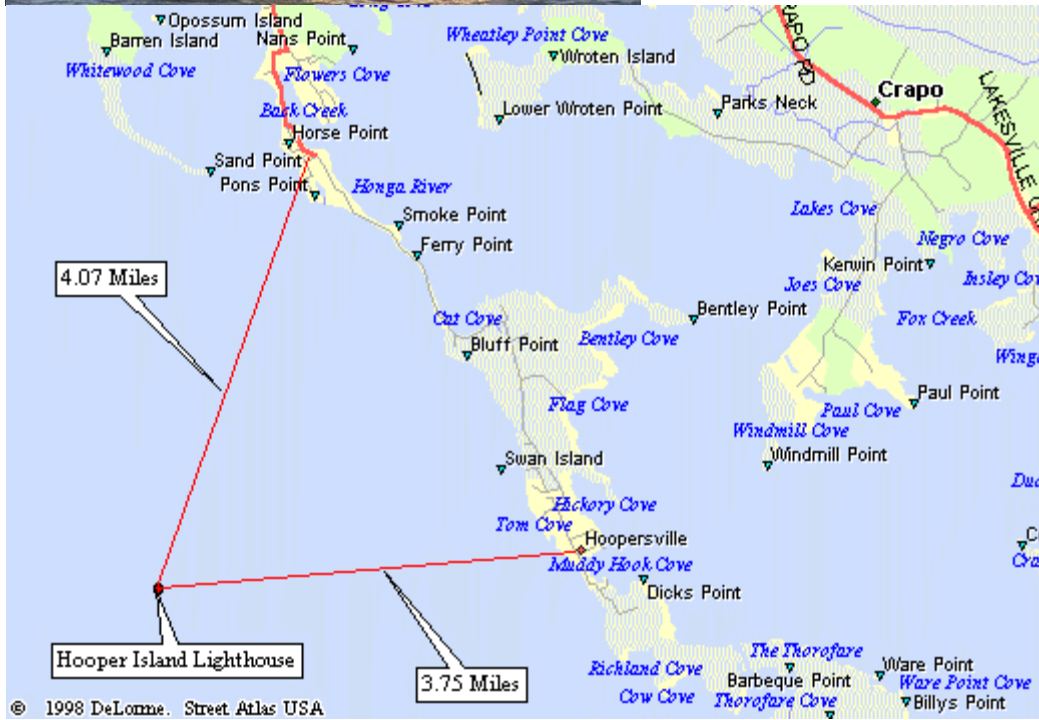 Opossum Island
Barren Island
Nans Point
Whitewood Cove
Flowers Cove
Back Creek
Horse Point
Sand Point
Pons Point
Honga River
Smoke Point
Ferry Point
Wheatley Point Cove
Wroten Island
Lower Wroten Point
Parks Neck
Crapo
LAKESVILLE
Lakes Cove
Negro Cove
Kerwin Point
Joes Cove
Insley Cov
Fox Creek
Wing
4.07 Miles
Cat Cove
Bluff Point
Bentley Point
Bentley Cove
Flag Cove
Paul Point
Paul Cove
Windmill Cove
Windmill Point
Swan Island
Hickory Cove
Tom Cove
Hoopersville
Muddy Hook Cove
Dicks Point
Hooper Island Lighthouse
3.75 Miles
Richland Cove
Cow Cove
The Thorofare
Barbeque Point
Thorofare Cove
Ware Point
Ware Point Cove
Billys Point
© 1998 DeLorme. Street Atlas USA